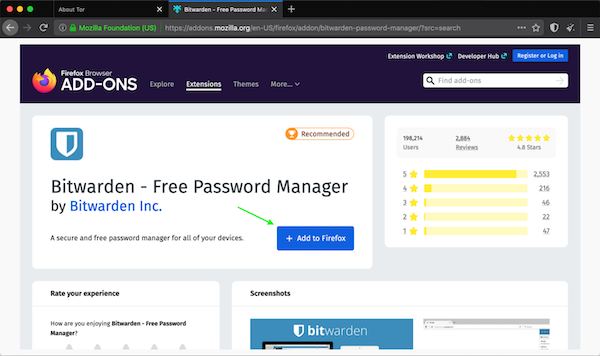 About Tor
Bitwarden - Free Password Man
Mozilla Foundation (US)
https://addons.mozilla.org/en-US/firefox/addon/bitwarden-password-manager/?src=search
Extension Workshop
Developer Hub
Register or Log in
Firefox Browser
ADD-ONS
Explore
Extensions
Themes
More...
Find add-ons
Recommended
Bitwarden - Free Password Manager
by Bitwarden Inc.
A secure and free password manager for all of your devices.
+ Add to Firefox
198,214
Users
2,884
Reviews
4.8 Stars
5 2,553
4 216
3 46
2 22
1 47
Rate your experience
How are you enjoying Bitwarden - Free Password
Manager?
Screenshots
bitwarden